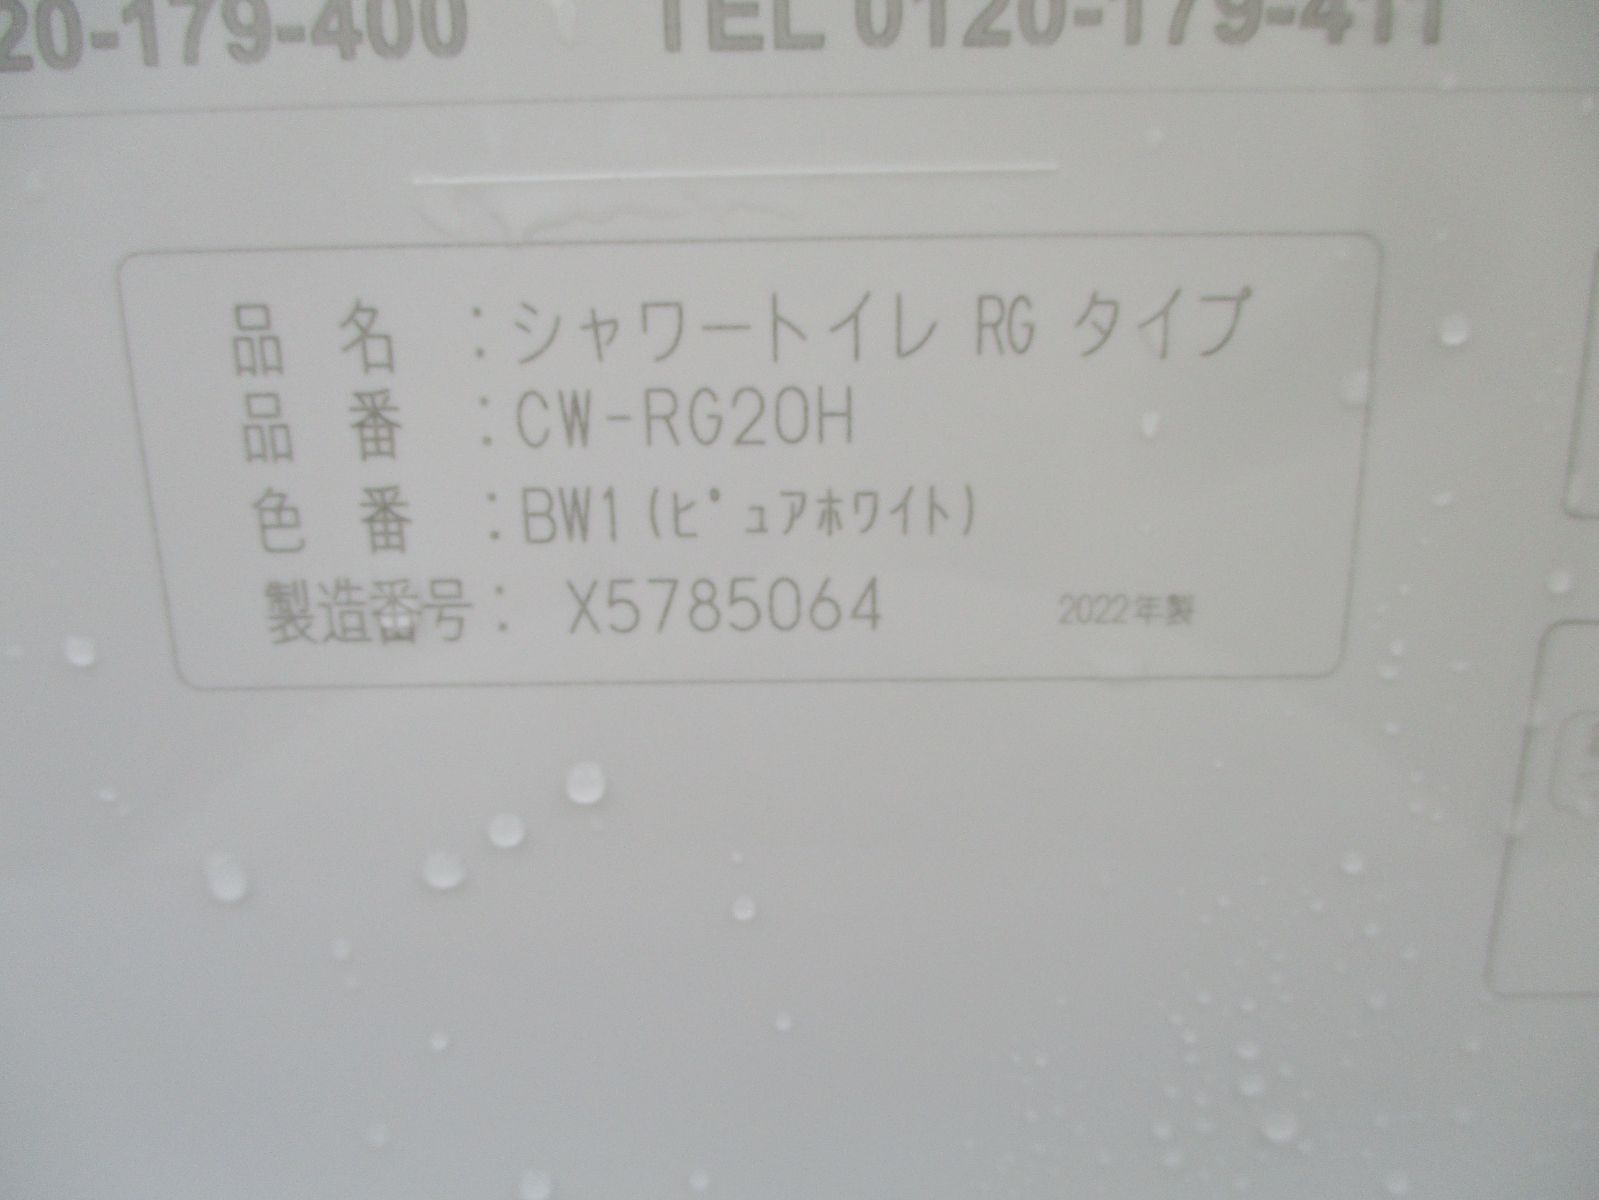 20-179-400 TEL 0120-179-411
品 名 :シャワートイレ RG タイプ
品 番 :CW-RG20H
色 番 :BW1(ﾋﾟｭｱﾎﾜｲﾄ)
製造番号: X5785064 2022年製